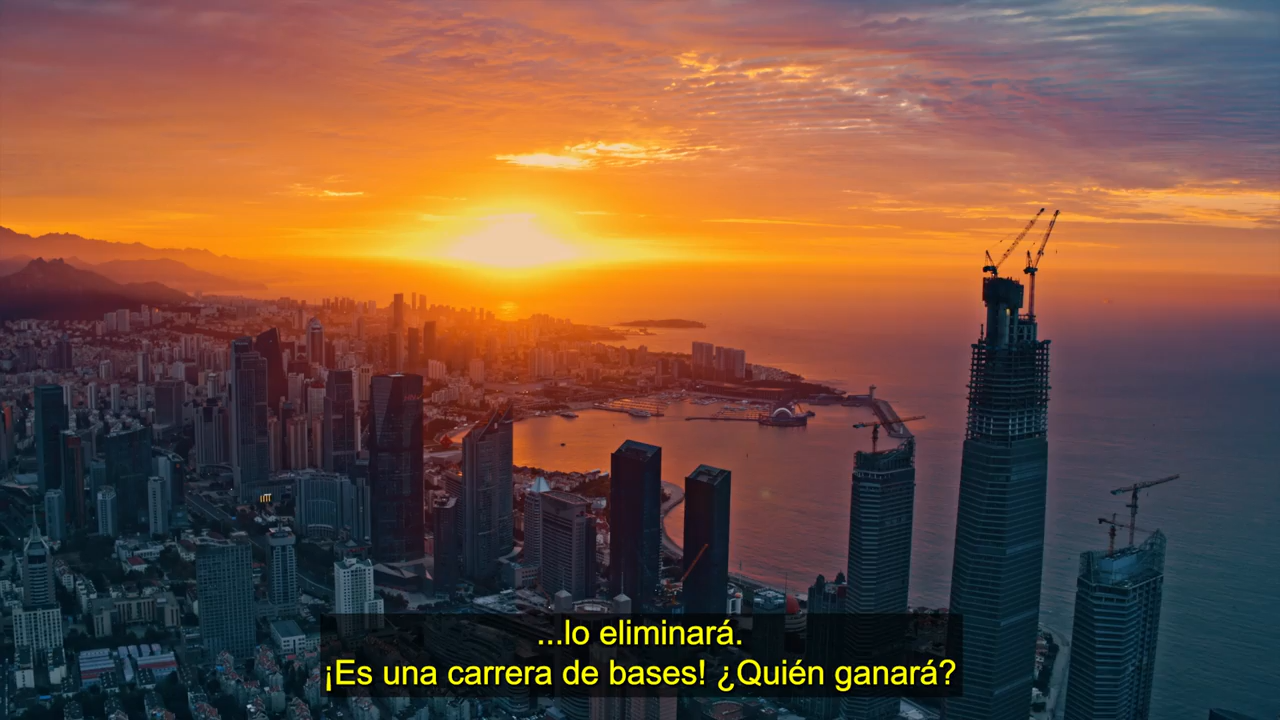 ...lo eliminará.
¡Es una carrera de bases! ¿Quién ganará?